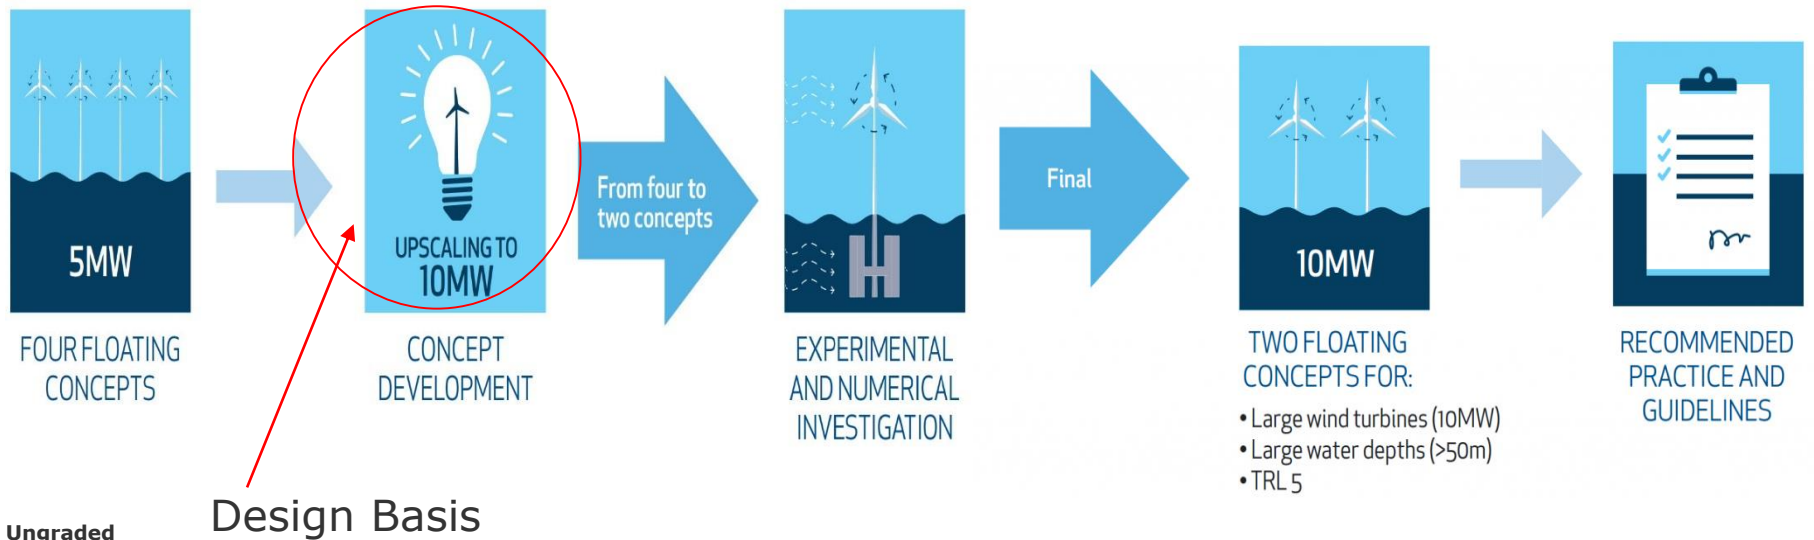 5MW
FOUR FLOATING
CONCEPTS
UPSCALING TO
10MW
CONCEPT
DEVELOPMENT
From four to
two concepts
EXPERIMENTAL
AND NUMERICAL
INVESTIGATION
Final
10MW
TWO FLOATING
CONCEPTS FOR:
• Large wind turbines (10MW)
• Large water depths (>50m)
• TRL 5
RECOMMENDED
PRACTICE AND
GUIDELINES
Design Basis
Ungraded